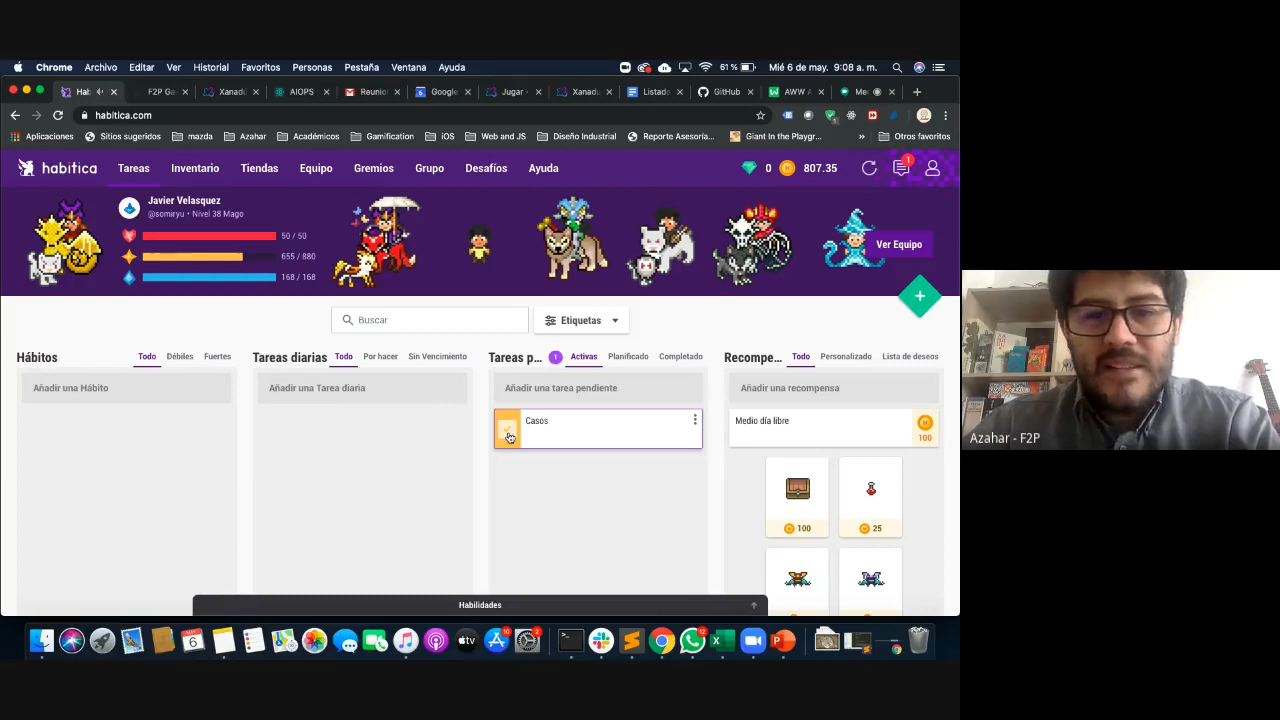 Chrome Archivo Editar Ver Historial Favoritos Personas Pestaña Ventana Ayuda 61 % Mié 6 de may. 9:08 a. m.
Hab F2P Ga Xanadu AIOPS Reunio Google Jugar - Xanadu Listado GitHub AWW A Me
habitica.com
Aplicaciones Sitios sugeridos mazda Azahar Académicos Gamification iOS Web and JS Diseño Industrial Reporte Asesoría... Giant In the Playgr... Otros favoritos
habitica Tareas Inventario Tiendas Equipo Gremios Grupo Desafíos Ayuda 0 807.35 1
Javier Velasquez
@somiryu • Nivel 38 Mago
50 / 50
655 / 880
168 / 168
Ver Equipo
Buscar Etiquetas
Hábitos Todo Débiles Fuertes Tareas diarias Todo Por hacer Sin Vencimiento Tareas p... 1 Activas Planificado Completado Recompe... Todo Personalizado Lista de deseos
Añadir una Hábito Añadir una Tarea diaria Añadir una tarea pendiente Añadir una recompensa
Casos Medio día libre
100
100 25
Habilidades
Azahar - F2P